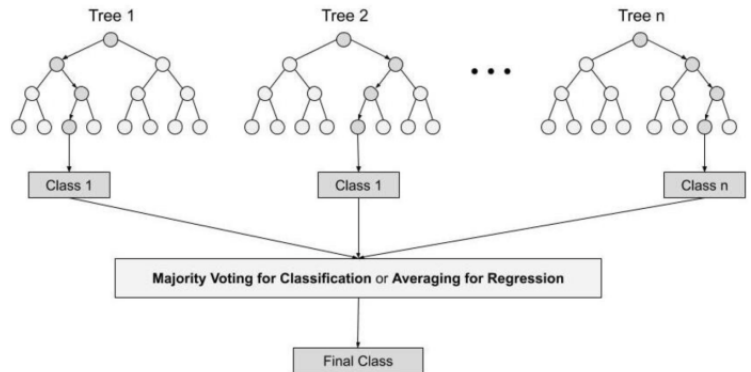 Tree 1
Tree 2
Tree n
Class 1
Class 1
Class n
Majority Voting for Classification or Averaging for Regression
Final Class